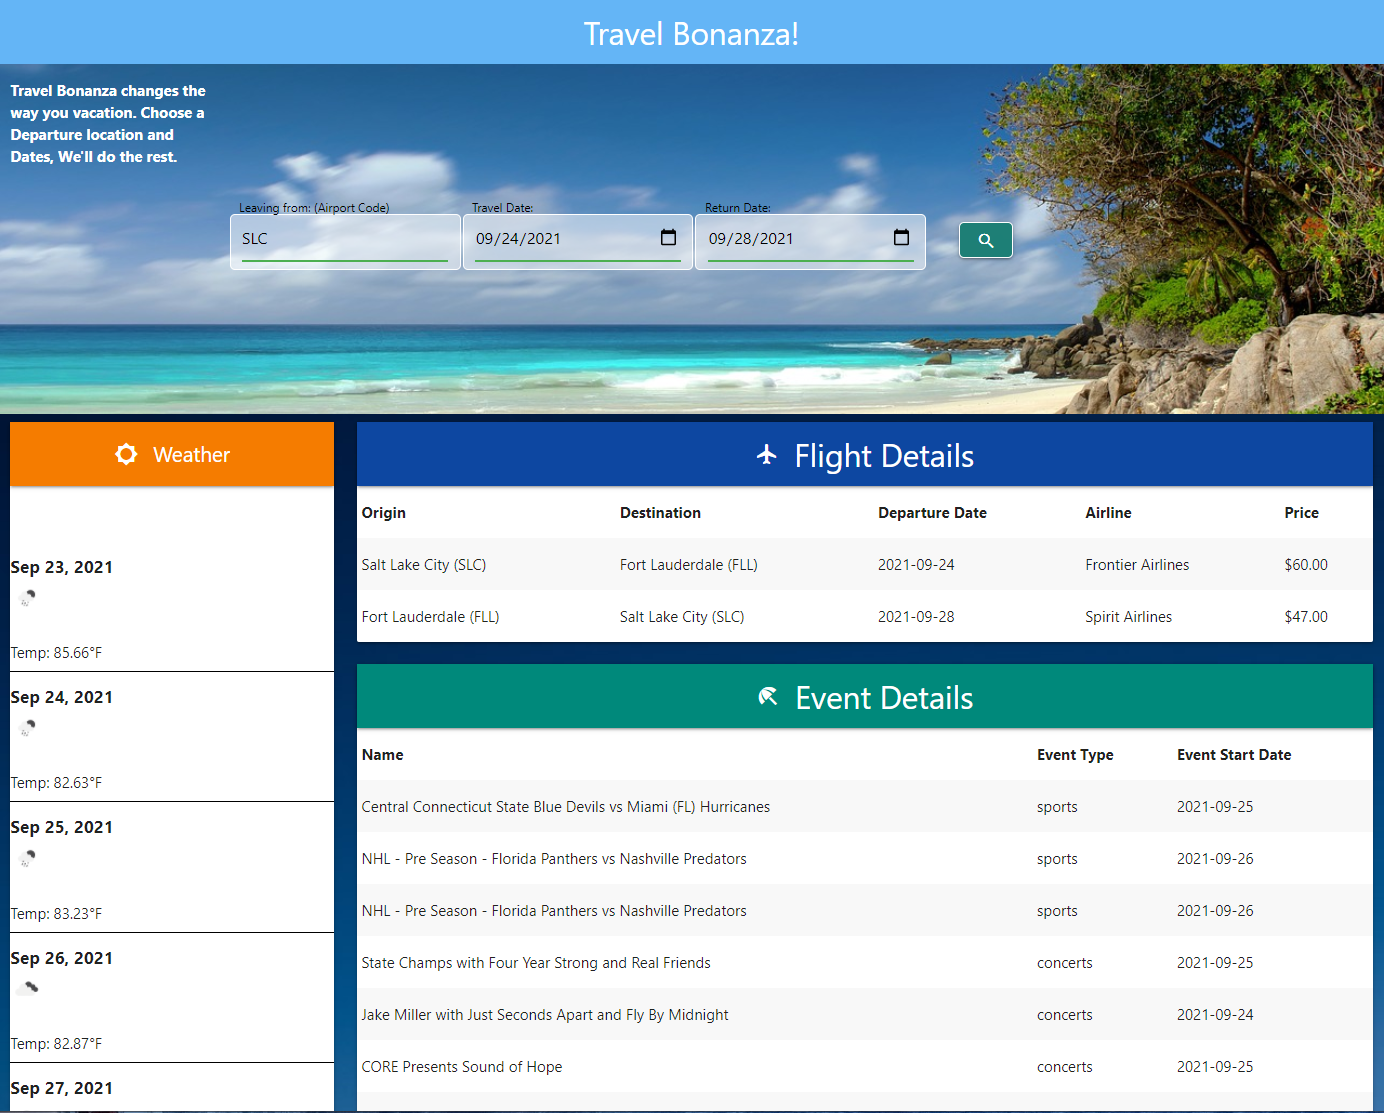 Travel Bonanza!
Travel Bonanza changes the
way you vacation. Choose a
Departure location and
Dates, We'll do the rest.
Leaving from: (Airport Code) Travel Date: Return Date:
SLC 09/24/2021 09/28/2021
Weather
Sep 23, 2021
Temp: 85.66°F
Sep 24, 2021
Temp: 82.63°F
Sep 25, 2021
Temp: 83.23°F
Sep 26, 2021
Temp: 82.87°F
Sep 27, 2021
Flight Details
Origin Destination Departure Date Airline Price
Salt Lake City (SLC) Fort Lauderdale (FLL) 2021-09-24 Frontier Airlines $60.00
Fort Lauderdale (FLL) Salt Lake City (SLC) 2021-09-28 Spirit Airlines $47.00
Event Details
Name Event Type Event Start Date
Central Connecticut State Blue Devils vs Miami (FL) Hurricanes sports 2021-09-25
NHL - Pre Season - Florida Panthers vs Nashville Predators sports 2021-09-26
NHL - Pre Season - Florida Panthers vs Nashville Predators sports 2021-09-26
State Champs with Four Year Strong and Real Friends concerts 2021-09-25
Jake Miller with Just Seconds Apart and Fly By Midnight concerts 2021-09-24
CORE Presents Sound of Hope concerts 2021-09-25